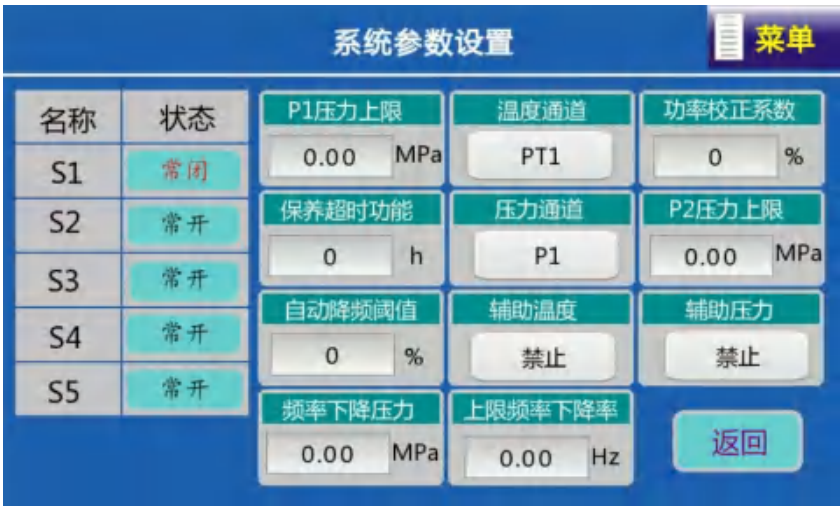 系统参数设置
菜单
名称 状态
S1 常闭
S2 常开
S3 常开
S4 常开
S5 常开
P1压力上限 温度通道 功率校正系数
0.00 MPa PT1 0 %
保养超时功能 压力通道 P2压力上限
0 h P1 0.00 MPa
自动降频阈值 辅助温度 辅助压力
0 % 禁止 禁止
频率下降压力 上限频率下降率
0.00 MPa 0.00 Hz
返回